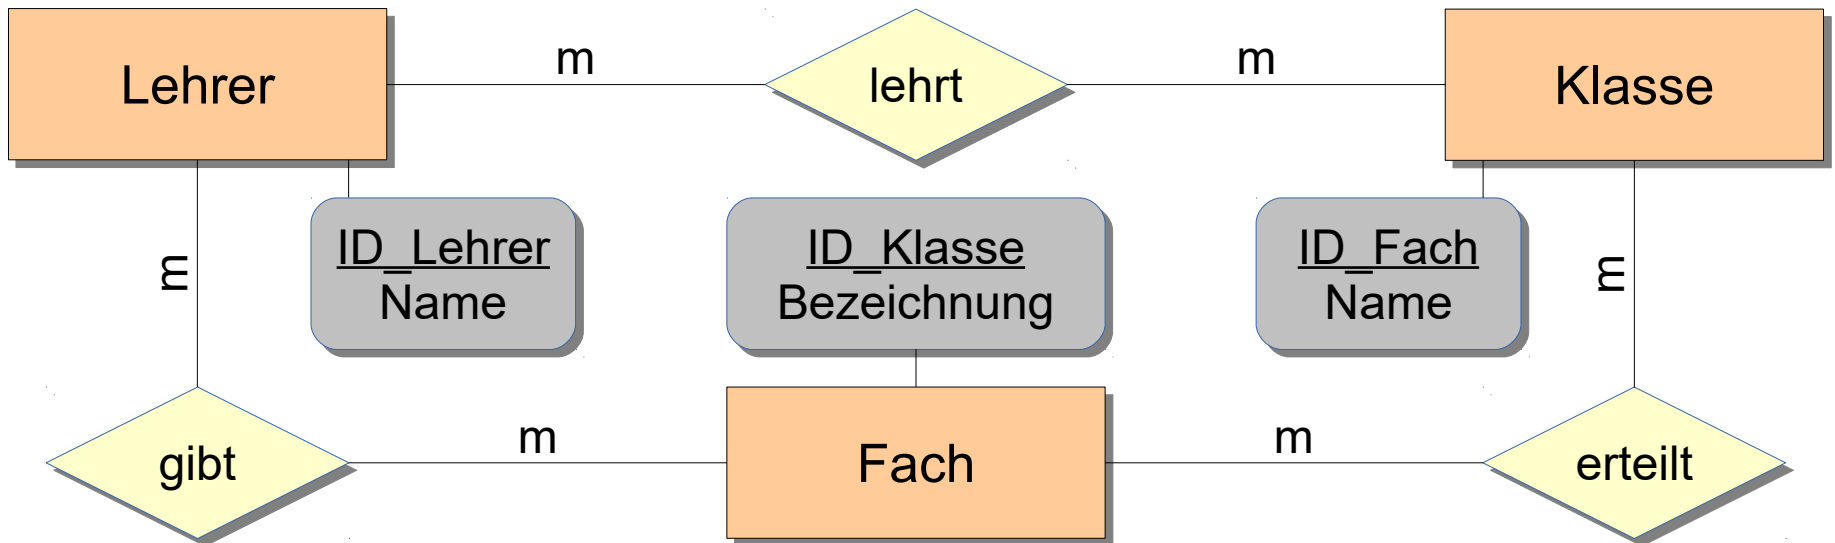 Lehrer
m
lehrt
m
Klasse
m
ID_Lehrer
Name
ID_Klasse
Bezeichnung
ID_Fach
Name
m
gibt
m
Fach
m
erteilt